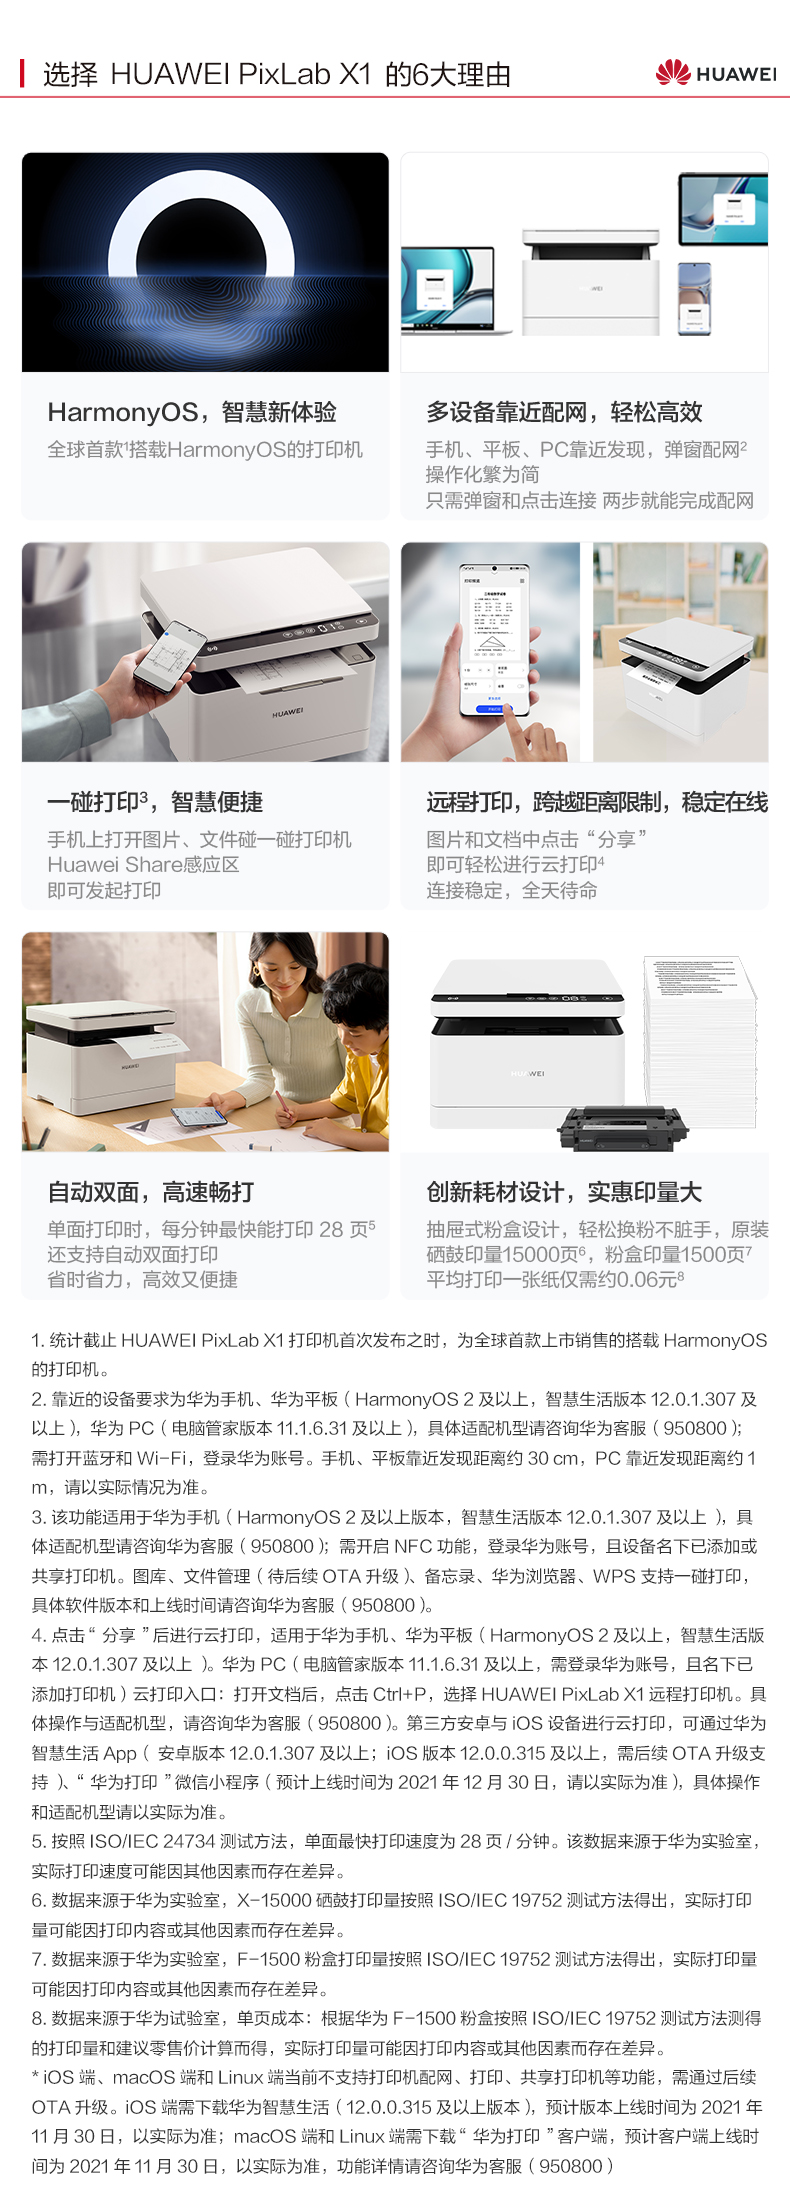 选择 HUAWEI PixLab X1 的6大理由
HUAWEI
HarmonyOS，智慧新体验
全球首款¹搭载HarmonyOS的打印机
多设备靠近配网，轻松高效
手机、平板、PC靠近发现，弹窗配网²
操作化繁为简
只需弹窗和点击连接 两步就能完成配网
HUAWEI
一碰打印³，智慧便捷
手机上打开图片、文件碰一碰打印机
Huawei Share感应区
即可发起打印
远程打印，跨越距离限制，稳定在线
图片和文档中点击“分享”
即可轻松进行云打印⁴
连接稳定，全天待命
HUAWEI
自动双面，高速畅打
单面打印时，每分钟最快能打印 28 页⁵
还支持自动双面打印
省时省力，高效又便捷
HUAWEI
创新耗材设计，实惠印量大
抽屉式粉盒设计，轻松换粉不脏手，原装
硒鼓印量15000页⁶，粉盒印量1500页⁷
平均打印一张纸仅需约0.06元⁸
1. 统计截止 HUAWEI PixLab X1 打印机首次发布之时，为全球首款上市销售的搭载 HarmonyOS
的打印机。
2. 靠近的设备要求为华为手机、华为平板（HarmonyOS 2 及以上，智慧生活版本 12.0.1.307 及
以上），华为 PC（电脑管家版本 11.1.6.31 及以上），具体适配机型请咨询华为客服（950800）；
需打开蓝牙和 Wi-Fi，登录华为账号。手机、平板靠近发现距离约 30 cm，PC 靠近发现距离约 1
m，请以实际情况为准。
3. 该功能适用于华为手机（HarmonyOS 2 及以上版本，智慧生活版本 12.0.1.307 及以上 ），具
体适配机型请咨询华为客服（950800）；需开启 NFC 功能，登录华为账号，且设备名下已添加或
共享打印机。图库、文件管理（待后续 OTA 升级）、备忘录、华为浏览器、WPS 支持一碰打印，
具体软件版本和上线时间请咨询华为客服（950800）。
4. 点击“ 分享 ”后进行云打印，适用于华为手机、华为平板（HarmonyOS 2 及以上，智慧生活版
本 12.0.1.307 及以上 ）。华为 PC（电脑管家版本 11.1.6.31 及以上，需登录华为账号，且名下已
添加打印机）云打印入口：打开文档后，点击 Ctrl+P，选择 HUAWEI PixLab X1 远程打印机。具
体操作与适配机型，请咨询华为客服（950800）。第三方安卓与 iOS 设备进行云打印，可通过华为
智慧生活 App（ 安卓版本 12.0.1.307 及以上；iOS 版本 12.0.0.315 及以上，需后续 OTA 升级支
持 ）、“ 华为打印 ”微信小程序（预计上线时间为 2021 年 12 月 30 日，请以实际为准），具体操作
和适配机型请以实际为准。
5. 按照 ISO/IEC 24734 测试方法，单面最快打印速度为 28 页 / 分钟。该数据来源于华为实验室，
实际打印速度可能因其他因素而存在差异。
6. 数据来源于华为实验室，X-15000 硒鼓打印量按照 ISO/IEC 19752 测试方法得出，实际打印
量可能因打印内容或其他因素而存在差异。
7. 数据来源于华为实验室，F-1500 粉盒打印量按照 ISO/IEC 19752 测试方法得出，实际打印量
可能因打印内容或其他因素而存在差异。
8. 数据来源于华为试验室，单页成本：根据华为 F-1500 粉盒按照 ISO/IEC 19752 测试方法测得
的打印量和建议零售价计算而得，实际打印量可能因打印内容或其他因素而存在差异。
* iOS 端、macOS 端和 Linux 端当前不支持打印机配网、打印、共享打印机等功能，需通过后续
OTA 升级。iOS 端需下载华为智慧生活（12.0.0.315 及以上版本），预计版本上线时间为 2021 年
11 月 30 日，以实际为准；macOS 端和 Linux 端需下载“ 华为打印 ”客户端，预计客户端上线时
间为 2021 年 11 月 30 日，以实际为准，功能详情请咨询华为客服（950800）